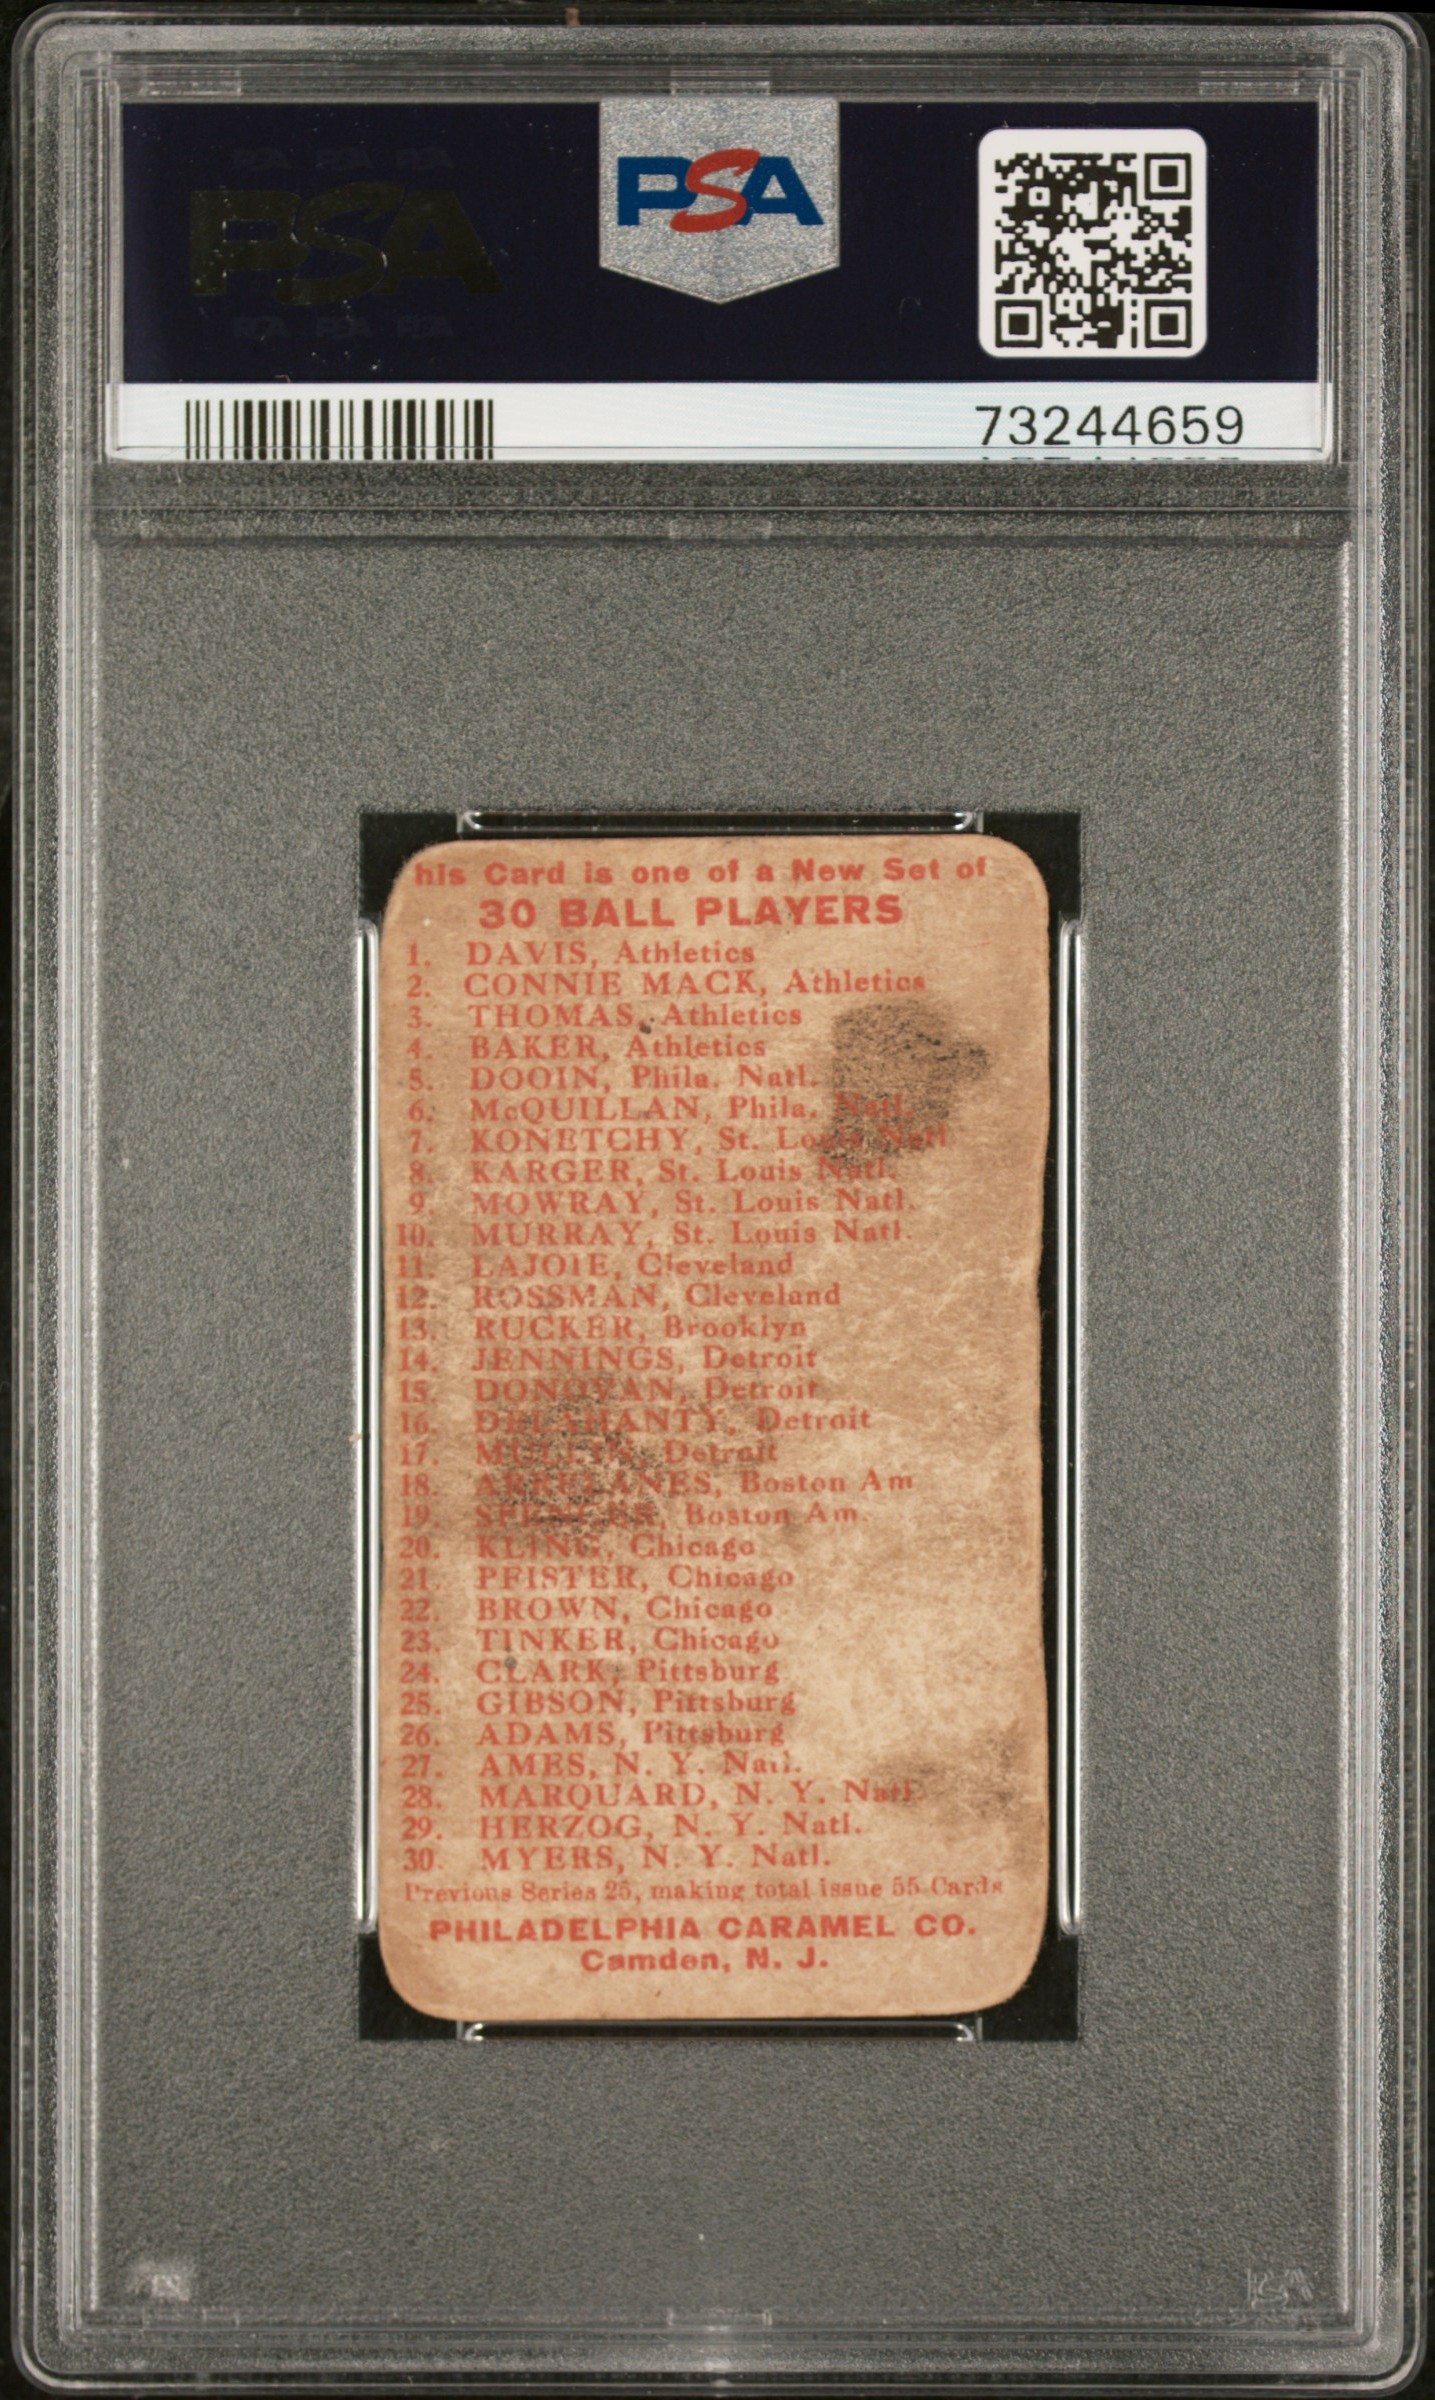 PSA
PSA
73244659
his Card is one of a New Set of
30 BALL PLAYERS
1. DAVIS, Athletics
2. CONNIE MACK, Athletics
3. THOMAS, Athletics
4. BAKER, Athletics
5. DOOIN, Phila. Natl.
6. McQUILLAN, Phila. Natl.
7. KONETCHY, St. Louis Natl
8. KARGER, St. Louis Natl.
9. MOWRAY, St. Louis Natl.
10. MURRAY, St. Louis Natl.
11. LAJOIE, Cleveland
12. ROSSMAN, Cleveland
13. RUCKER, Brooklyn
14. JENNINGS, Detroit
15. DONOVAN, Detroit
16. DELAHANTY, Detroit
17. MULLIN, Detroit
18. ARRELANES, Boston Am
19. SPENCER, Boston Am.
20. KLING, Chicago
21. PFISTER, Chicago
22. BROWN, Chicago
23. TINKER, Chicago
24. CLARK, Pittsburg
25. GIBSON, Pittsburg
26. ADAMS, Pittsburg
27. AMES, N. Y. Natl.
28. MARQUARD, N. Y. Natl
29. HERZOG, N. Y. Natl.
30. MYERS, N. Y. Natl.
Previous Series 25, making total issue 55 Cards
PHILADELPHIA CARAMEL CO.
Camden, N. J.